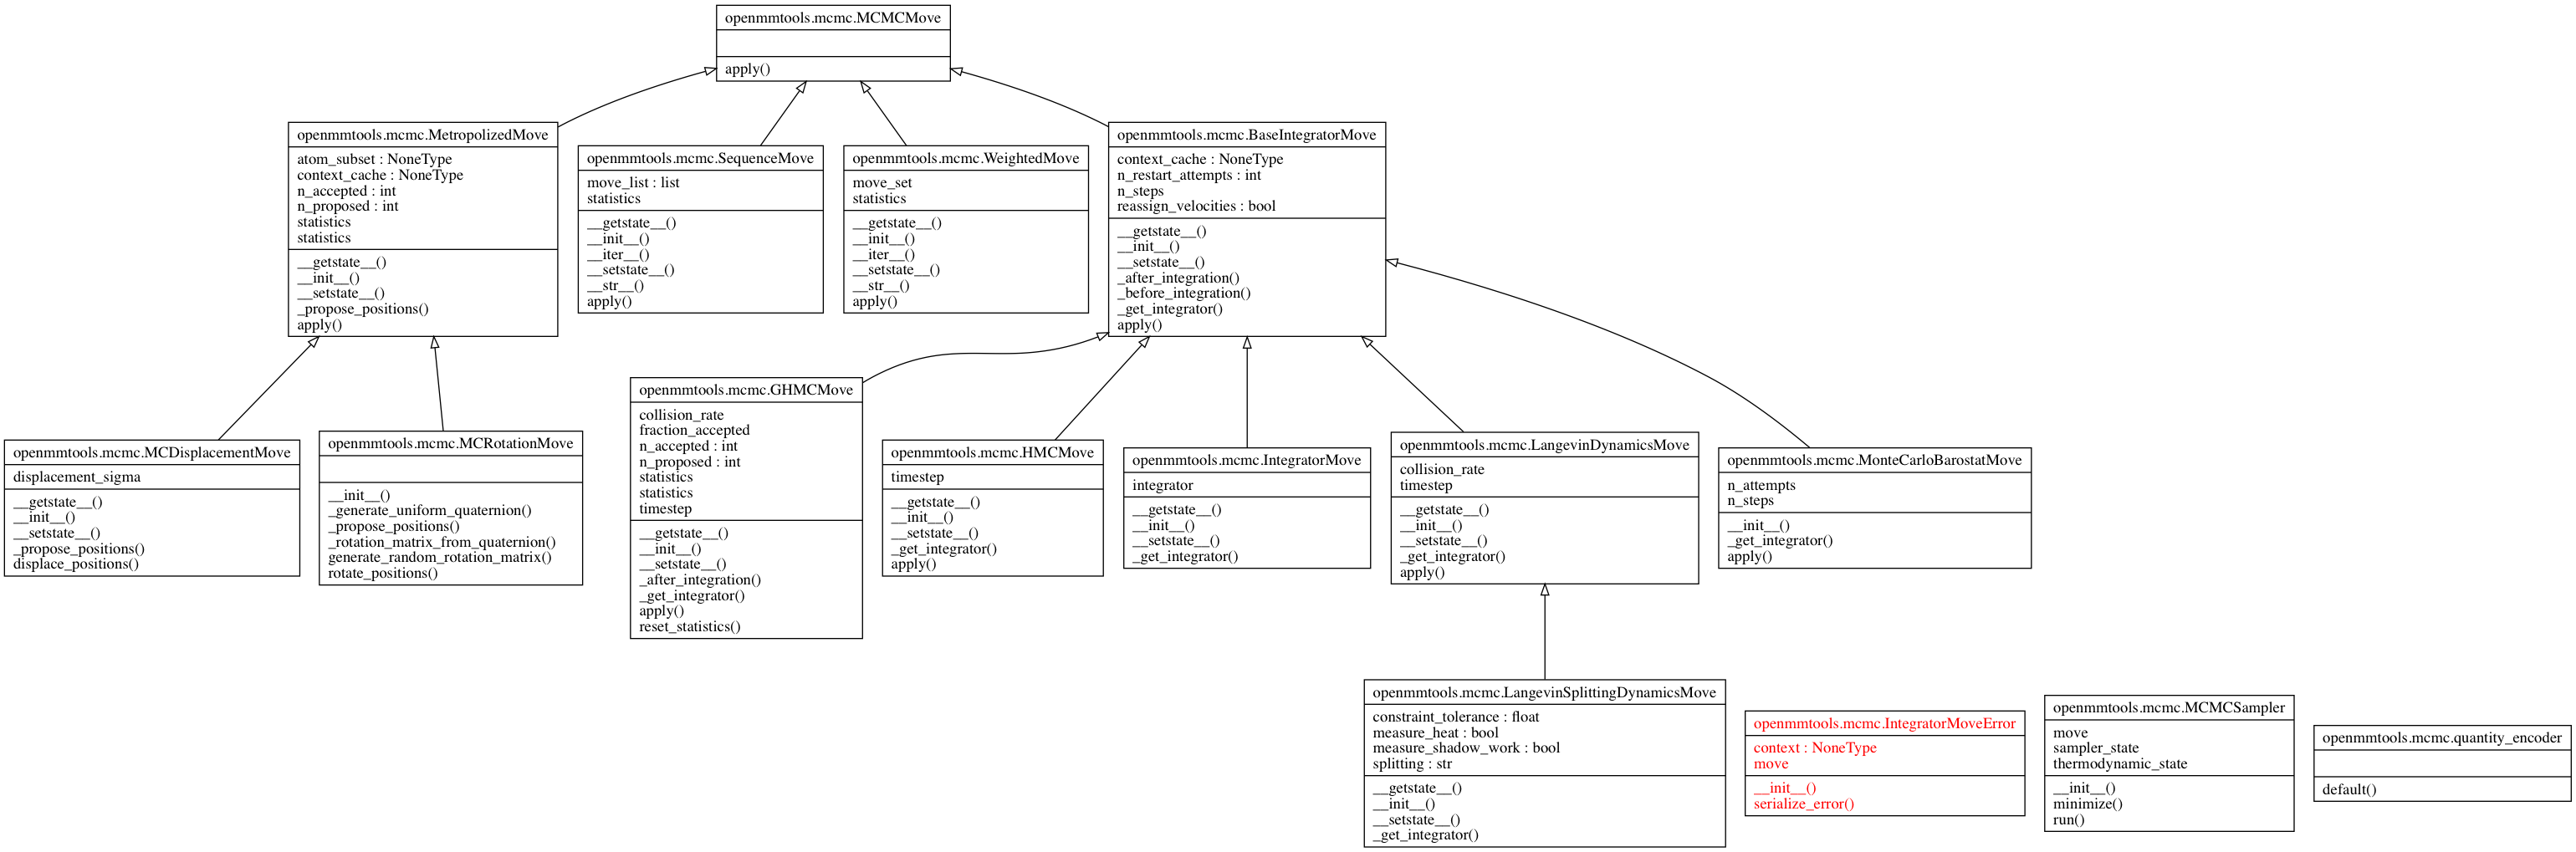 openmmtools.mcmc.MCMCMove
apply()
openmmtools.mcmc.MetropolizedMove
atom_subset : NoneType
context_cache : NoneType
n_accepted : int
n_proposed : int
statistics
statistics
__getstate__()
__init__()
__setstate__()
_propose_positions()
apply()
openmmtools.mcmc.SequenceMove
move_list : list
statistics
__getstate__()
__init__()
__iter__()
__setstate__()
__str__()
apply()
openmmtools.mcmc.WeightedMove
move_set
statistics
__getstate__()
__init__()
__iter__()
__setstate__()
__str__()
apply()
openmmtools.mcmc.BaseIntegratorMove
context_cache : NoneType
n_restart_attempts : int
n_steps
reassign_velocities : bool
__getstate__()
__init__()
__setstate__()
_after_integration()
_before_integration()
_get_integrator()
apply()
openmmtools.mcmc.MCDisplacementMove
displacement_sigma
__getstate__()
__init__()
__setstate__()
_propose_positions()
displace_positions()
openmmtools.mcmc.MCRotationMove
__init__()
_generate_uniform_quaternion()
_propose_positions()
_rotation_matrix_from_quaternion()
generate_random_rotation_matrix()
rotate_positions()
openmmtools.mcmc.GHMCMove
collision_rate
fraction_accepted
n_accepted : int
n_proposed : int
statistics
statistics
timestep
__getstate__()
__init__()
__setstate__()
_after_integration()
_get_integrator()
apply()
reset_statistics()
openmmtools.mcmc.HMCMove
timestep
__getstate__()
__init__()
__setstate__()
_get_integrator()
apply()
openmmtools.mcmc.IntegratorMove
integrator
__getstate__()
__init__()
__setstate__()
_get_integrator()
openmmtools.mcmc.LangevinDynamicsMove
collision_rate
timestep
__getstate__()
__init__()
__setstate__()
_get_integrator()
apply()
openmmtools.mcmc.MonteCarloBarostatMove
n_attempts
n_steps
__init__()
_get_integrator()
apply()
openmmtools.mcmc.LangevinSplittingDynamicsMove
constraint_tolerance : float
measure_heat : bool
measure_shadow_work : bool
splitting : str
__getstate__()
__init__()
__setstate__()
_get_integrator()
openmmtools.mcmc.IntegratorMoveError
context : NoneType
move
__init__()
serialize_error()
openmmtools.mcmc.MCMCSampler
move
sampler_state
thermodynamic_state
__init__()
minimize()
run()
openmmtools.mcmc.quantity_encoder
default()